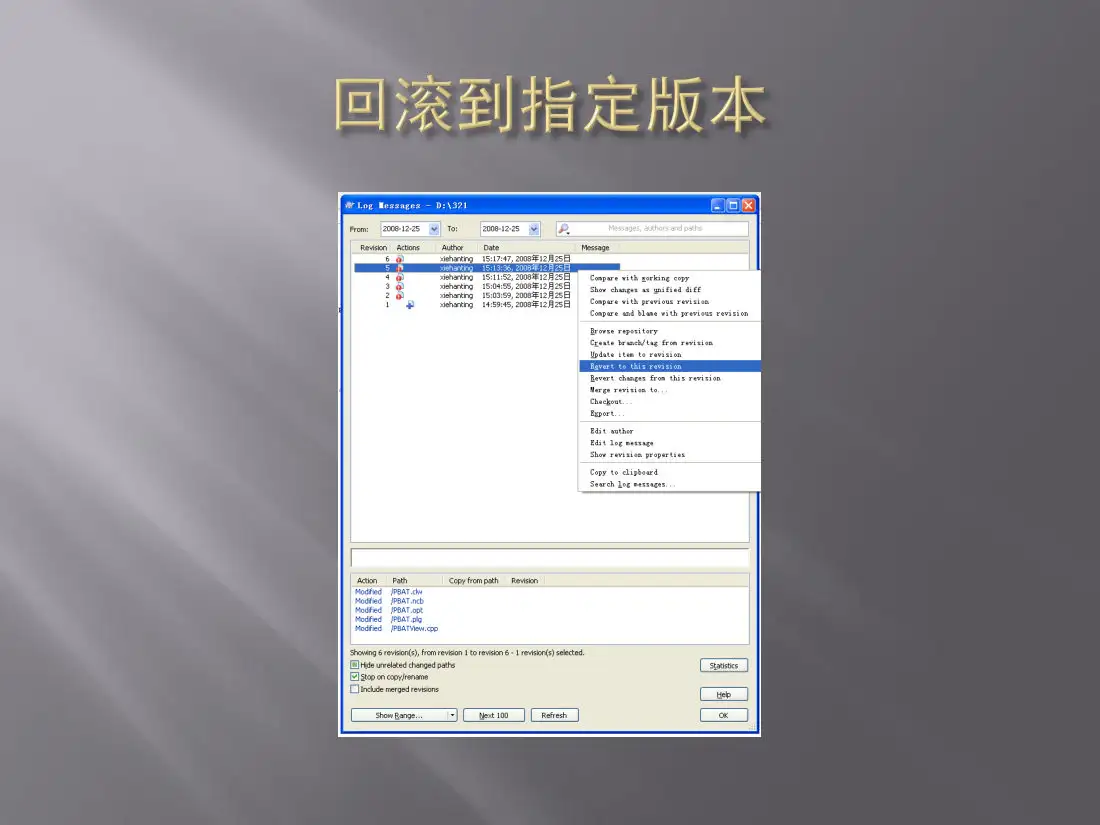 回滚到指定版本
Log Messages - D:\321
From: 2008-12-25 To: 2008-12-25 Messages, authors and paths
Revision Actions Author Date Message
6 xiehanting 15:17:47, 2008年12月25日
5 xiehanting 15:13:36, 2008年12月25日
4 xiehanting 15:11:52, 2008年12月25日
3 xiehanting 15:04:55, 2008年12月25日
2 xiehanting 15:03:59, 2008年12月25日
1 xiehanting 14:59:45, 2008年12月25日
Compare with working copy
Show changes as unified diff
Compare with previous revision
Compare and blame with previous revision
Browse repository
Create branch/tag from revision
Update item to revision
Revert to this revision
Revert changes from this revision
Merge revision to...
Checkout...
Export...
Edit author
Edit log message
Show revision properties
Copy to clipboard
Search log messages...
Action Path Copy from path Revision
Modified /PBAT.clw
Modified /PBAT.ncb
Modified /PBAT.opt
Modified /PBAT.plg
Modified /PBATView.cpp
Showing 6 revision(s), from revision 1 to revision 6 - 1 revision(s) selected.
Hide unrelated changed paths
Statistics
Stop on copy/rename
Include merged revisions
Help
Show Range... Next 100 Refresh OK